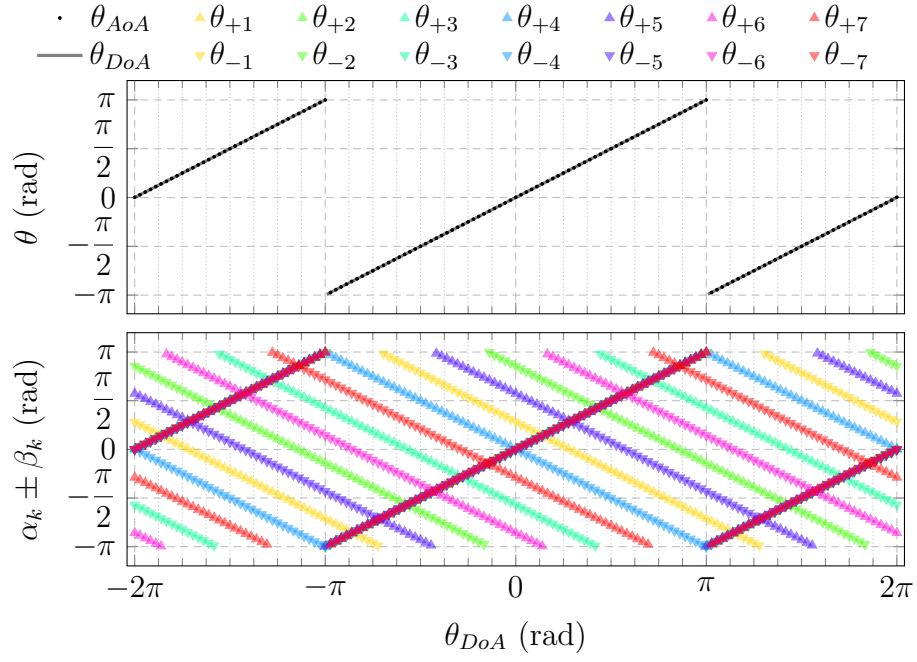 θ_AoA θ_+1 θ_+2 θ_+3 θ_+4 θ_+5 θ_+6 θ_+7
θ_DoA θ_−1 θ_−2 θ_−3 θ_−4 θ_−5 θ_−6 θ_−7
θ (rad)
π
π/2
0
−π/2
−π
α_k ± β_k (rad)
π
π/2
0
−π/2
−π
−2π −π 0 π 2π
θ_DoA (rad)